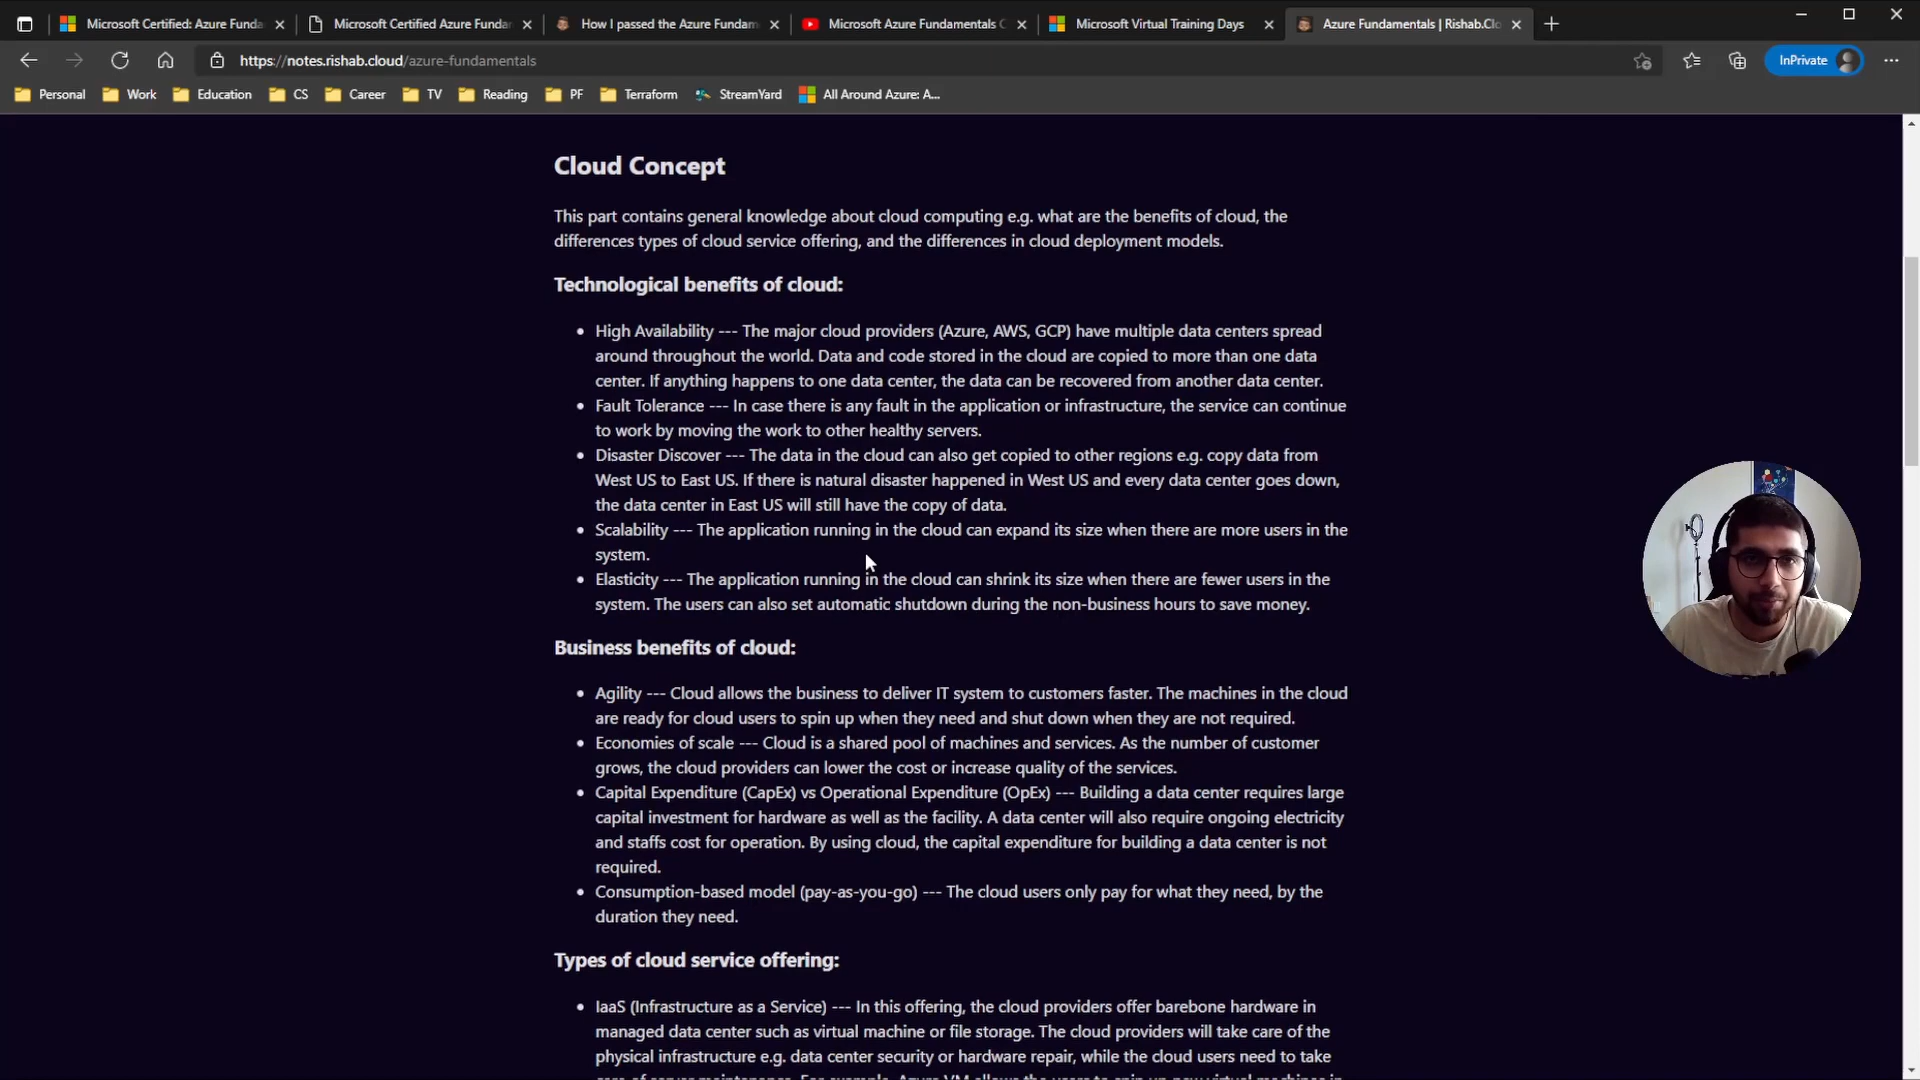 Microsoft Certified: Azure Funda
Microsoft Certified Azure Fundar
How I passed the Azure Fundam
Microsoft Azure Fundamentals C
Microsoft Virtual Training Days
Azure Fundamentals | Rishab.Clo
https://notes.rishab.cloud/azure-fundamentals
InPrivate
Personal
Work
Education
CS
Career
TV
Reading
PF
Terraform
StreamYard
All Around Azure: A...
Cloud Concept
This part contains general knowledge about cloud computing e.g. what are the benefits of cloud, the
differences types of cloud service offering, and the differences in cloud deployment models.
Technological benefits of cloud:
• High Availability --- The major cloud providers (Azure, AWS, GCP) have multiple data centers spread
around throughout the world. Data and code stored in the cloud are copied to more than one data
center. If anything happens to one data center, the data can be recovered from another data center.
• Fault Tolerance --- In case there is any fault in the application or infrastructure, the service can continue
to work by moving the work to other healthy servers.
• Disaster Discover --- The data in the cloud can also get copied to other regions e.g. copy data from
West US to East US. If there is natural disaster happened in West US and every data center goes down,
the data center in East US will still have the copy of data.
• Scalability --- The application running in the cloud can expand its size when there are more users in the
system.
• Elasticity --- The application running in the cloud can shrink its size when there are fewer users in the
system. The users can also set automatic shutdown during the non-business hours to save money.
Business benefits of cloud:
• Agility --- Cloud allows the business to deliver IT system to customers faster. The machines in the cloud
are ready for cloud users to spin up when they need and shut down when they are not required.
• Economies of scale --- Cloud is a shared pool of machines and services. As the number of customer
grows, the cloud providers can lower the cost or increase quality of the services.
• Capital Expenditure (CapEx) vs Operational Expenditure (OpEx) --- Building a data center requires large
capital investment for hardware as well as the facility. A data center will also require ongoing electricity
and staffs cost for operation. By using cloud, the capital expenditure for building a data center is not
required.
• Consumption-based model (pay-as-you-go) --- The cloud users only pay for what they need, by the
duration they need.
Types of cloud service offering:
• IaaS (Infrastructure as a Service) --- In this offering, the cloud providers offer barebone hardware in
managed data center such as virtual machine or file storage. The cloud providers will take care of the
physical infrastructure e.g. data center security or hardware repair, while the cloud users need to take